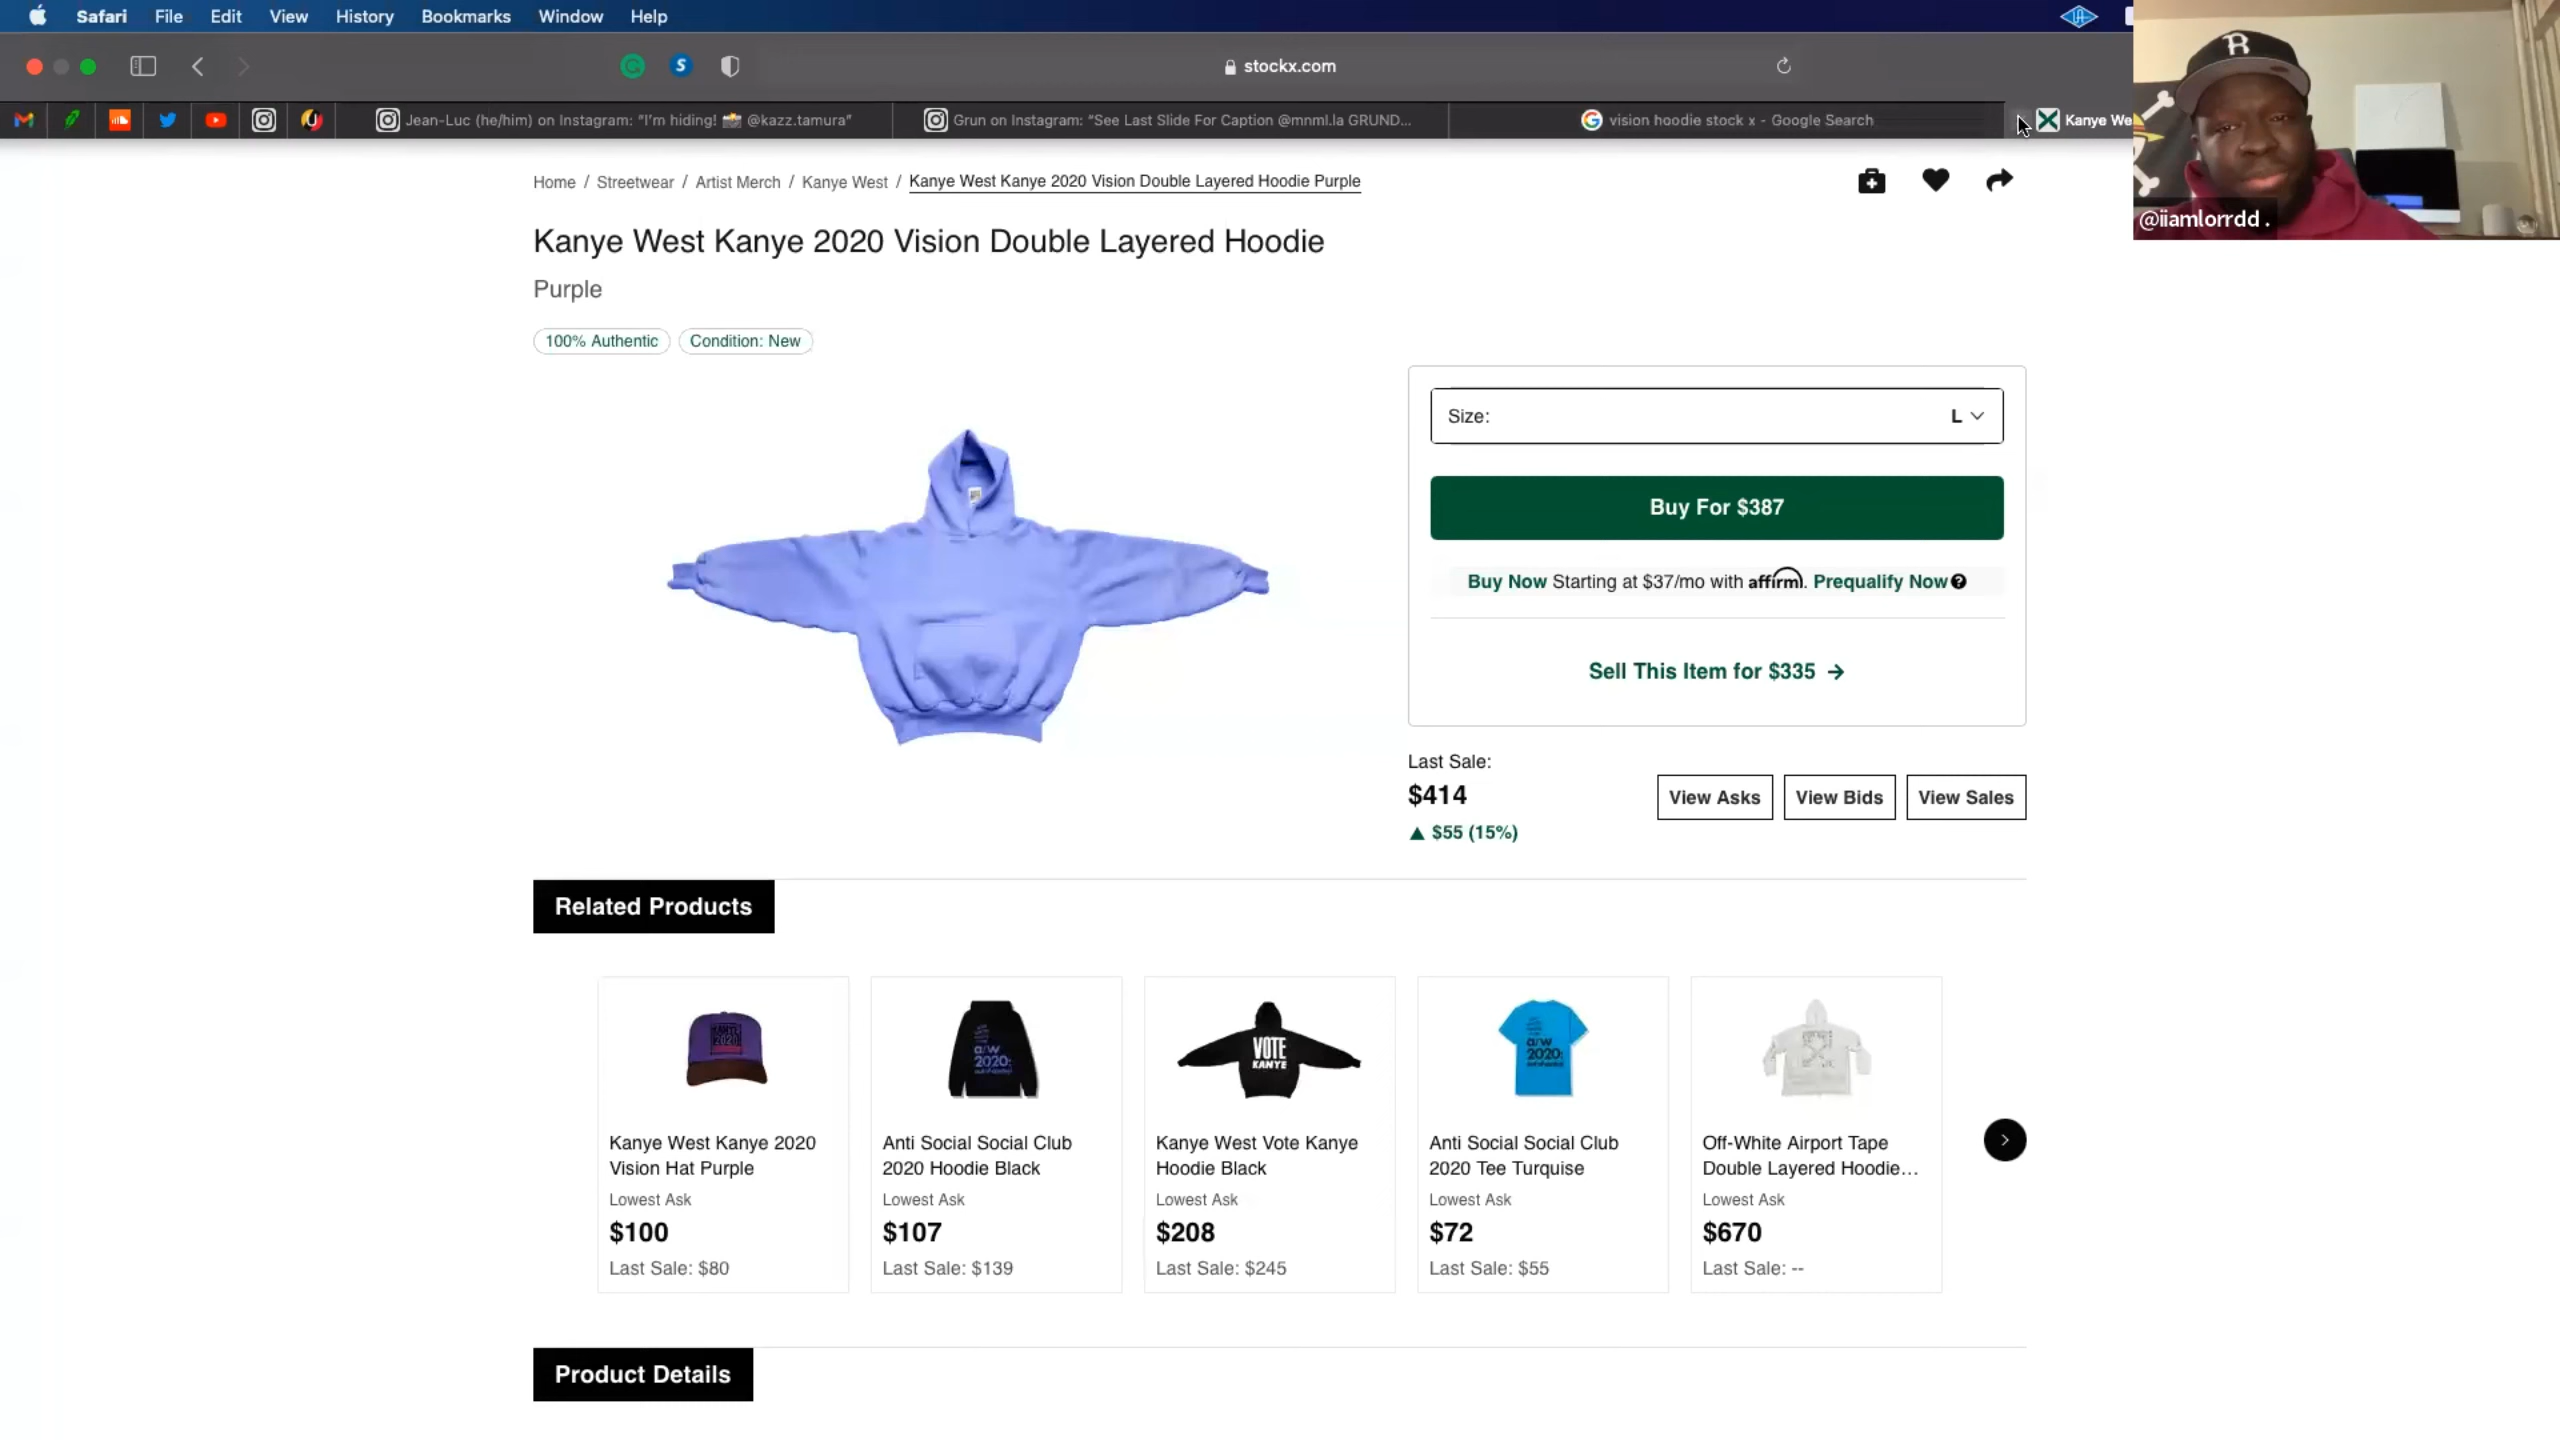 Safari File Edit View History Bookmarks Window Help
stockx.com
Jean-Luc (he/him) on Instagram: "I'm hiding! 📸 @kazz.tamura"
Grun on Instagram: "See Last Slide For Caption @mnml.la GRUND...
vision hoodie stock x - Google Search
Kanye We
@iiamlorrdd .
Home / Streetwear / Artist Merch / Kanye West / Kanye West Kanye 2020 Vision Double Layered Hoodie Purple
Kanye West Kanye 2020 Vision Double Layered Hoodie
Purple
100% Authentic
Condition: New
Size: L
Buy For $387
Buy Now Starting at $37/mo with affirm. Prequalify Now
Sell This Item for $335 →
Last Sale:
$414
▲ $55 (15%)
View Asks
View Bids
View Sales
Related Products
VOTE
KANYE
Kanye West Kanye 2020
Vision Hat Purple
Lowest Ask
$100
Last Sale: $80
Anti Social Social Club
2020 Hoodie Black
Lowest Ask
$107
Last Sale: $139
Kanye West Vote Kanye
Hoodie Black
Lowest Ask
$208
Last Sale: $245
Anti Social Social Club
2020 Tee Turquise
Lowest Ask
$72
Last Sale: $55
Off-White Airport Tape
Double Layered Hoodie...
Lowest Ask
$670
Last Sale: --
Product Details